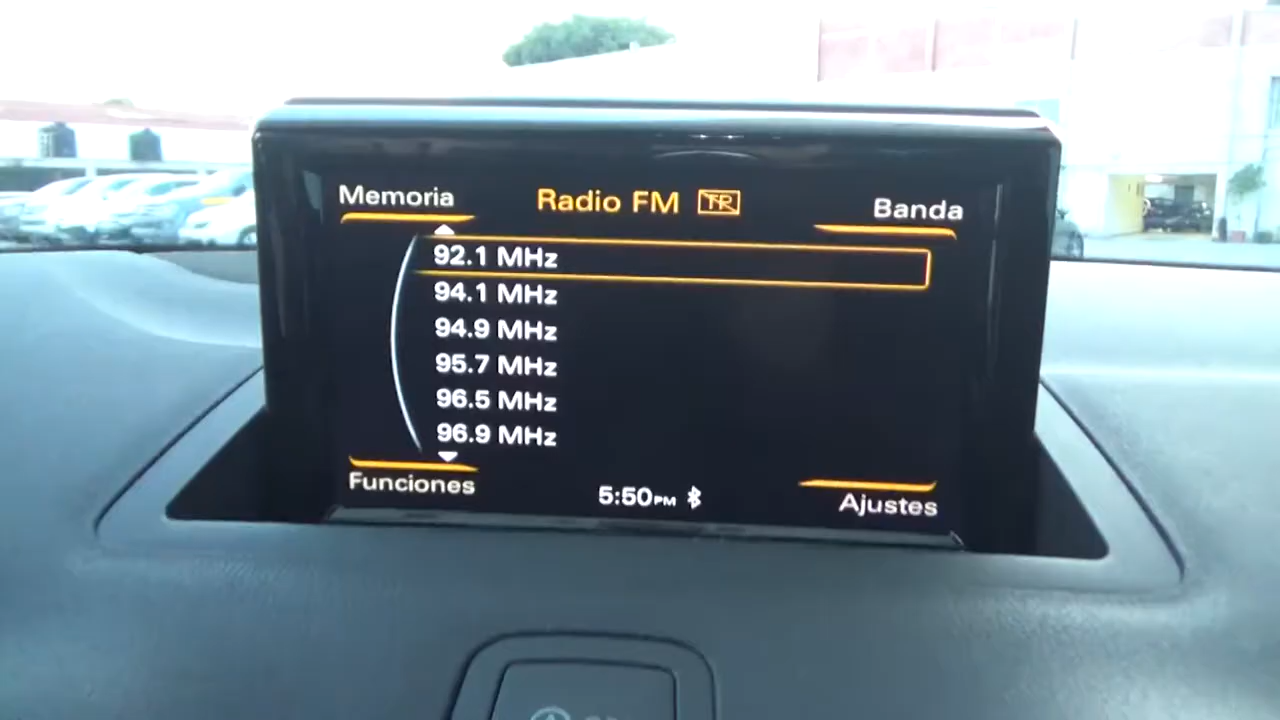 Memoria
Radio FM TR
Banda
92.1 MHz
94.1 MHz
94.9 MHz
95.7 MHz
96.5 MHz
96.9 MHz
Funciones
5:50PM
Ajustes